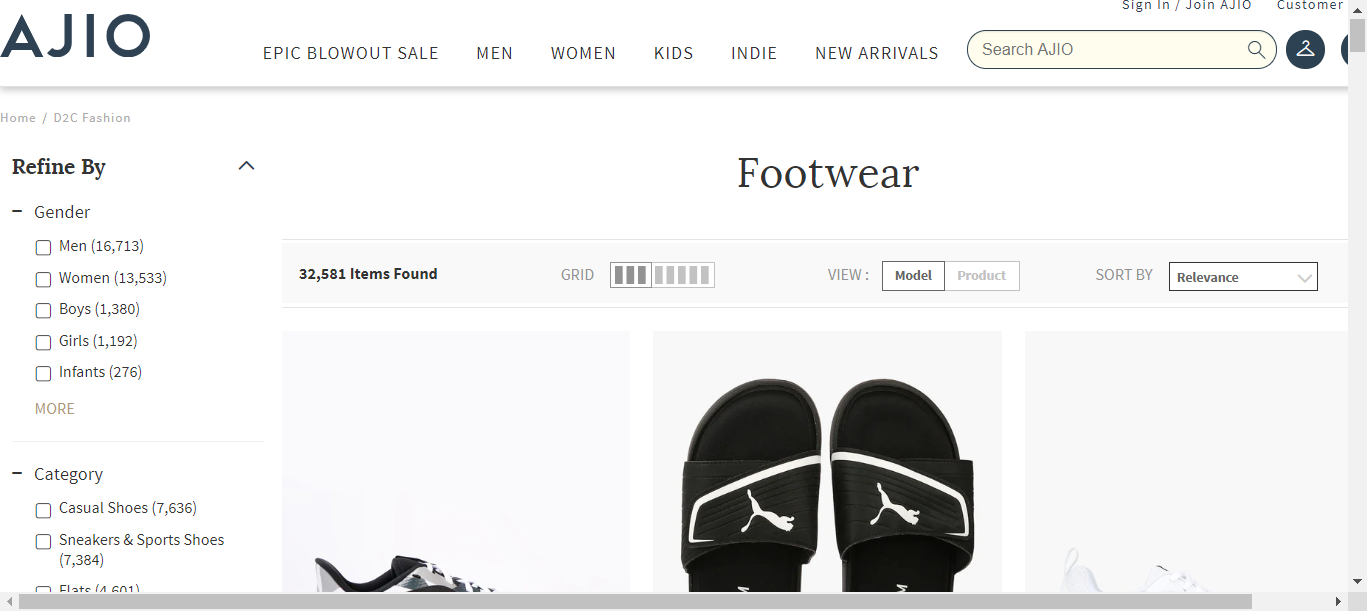 Sign In / Join AJIO Customer
AJIO
EPIC BLOWOUT SALE MEN WOMEN KIDS INDIE NEW ARRIVALS Search AJIO
Home / D2C Fashion
Refine By
Footwear
Gender
Men (16,713)
Women (13,533)
Boys (1,380)
Girls (1,192)
Infants (276)
MORE
32,581 Items Found GRID VIEW : Model Product SORT BY Relevance
Category
Casual Shoes (7,636)
Sneakers & Sports Shoes
(7,384)
Flats (4,601)